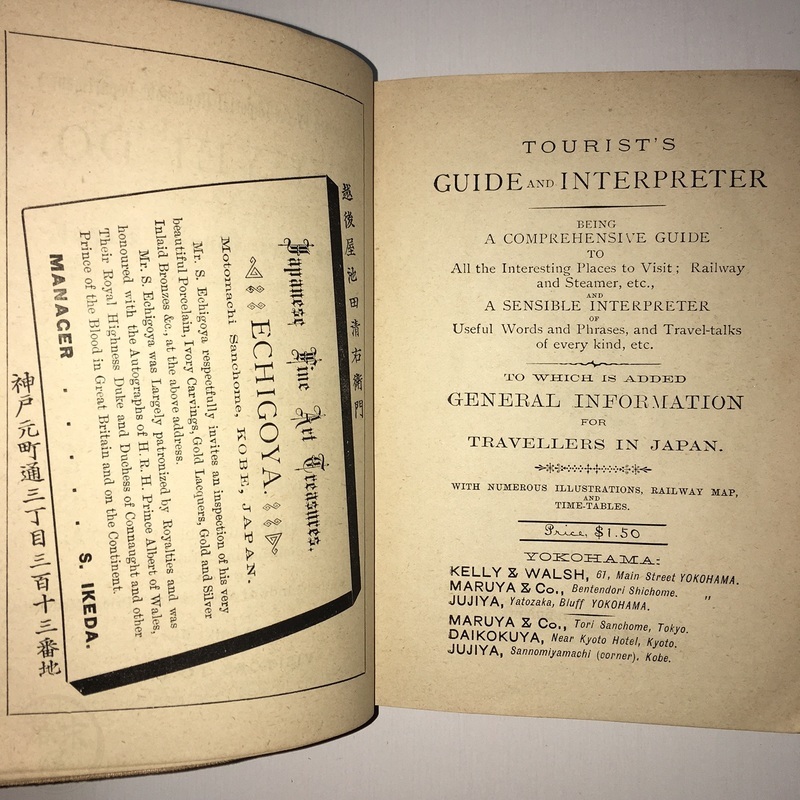 越後屋池田清右衛門
Japanese Fine Art Treasures.
ECHIGOYA.
Motomachi Sanchome, KOBE, JAPAN.
Mr. S. Echigoya respectfully invites an inspection of his very
beautiful Porcelain, Ivory Carvings, Gold Lacquers, Gold and Silver
Inlaid Bronzes &c., at the above address.
Mr. S. Echigoya was Largely patronized by Royalties and was
honoured with the Autographs of H. R. H. Prince Albert of Wales,
Their Royal Highness Duke and Duchess of Connaught and other
Prince of the Blood in Great Britain and on the Continent.
MANAGER . . . . . S. IKEDA.
神戸元町通三丁目三百十三番地
TOURIST'S
GUIDE AND INTERPRETER
BEING
A COMPREHENSIVE GUIDE
TO
All the Interesting Places to Visit; Railway
and Steamer, etc.,
AND
A SENSIBLE INTERPRETER
OF
Useful Words and Phrases, and Travel-talks
of every kind, etc.
TO WHICH IS ADDED
GENERAL INFORMATION
FOR
TRAVELLERS IN JAPAN.
WITH NUMEROUS ILLUSTRATIONS, RAILWAY MAP,
AND
TIME-TABLES.
Price, $1.50
YOKOHAMA:
KELLY & WALSH, 61, Main Street YOKOHAMA.
MARUYA & Co., Bentendori Shichome. "
JUJIYA, Yatozaka, Bluff YOKOHAMA.
MARUYA & Co., Tori Sanchome, Tokyo.
DAIKOKUYA, Near Kyoto Hotel, Kyoto.
JUJIYA, Sannomiyamachi (corner), Kobe.